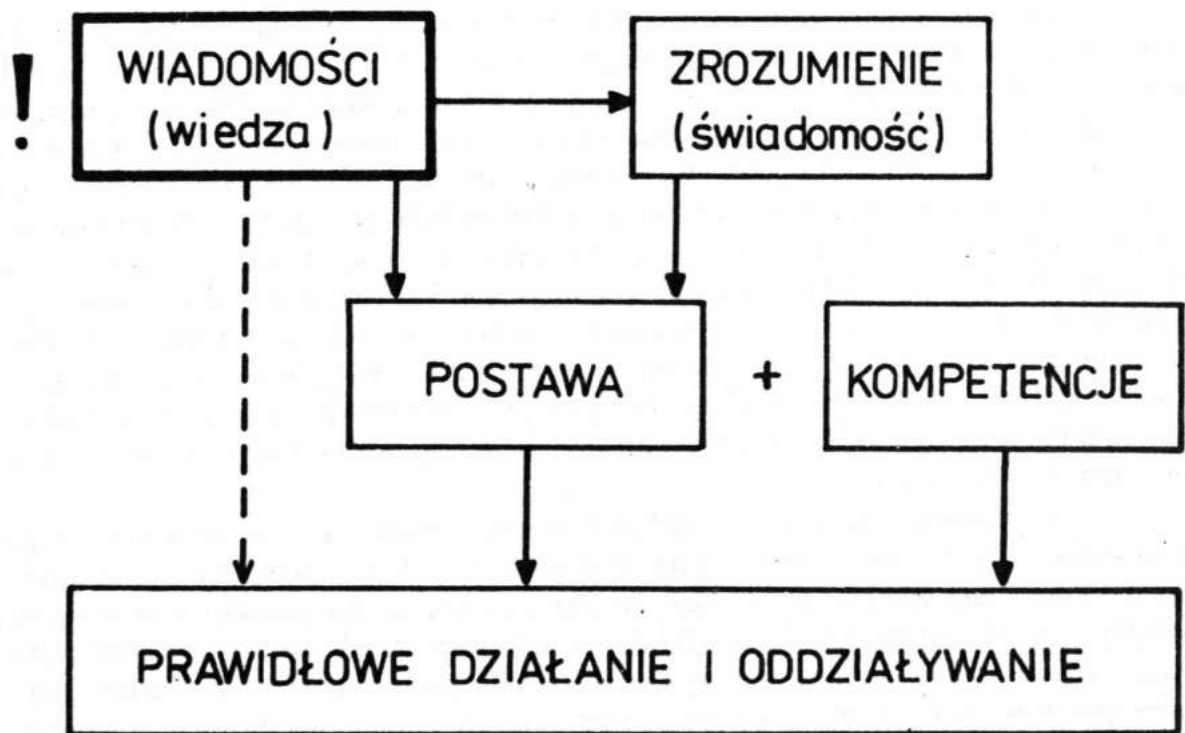 !
WIADOMOŚCI
(wiedza)
ZROZUMIENIE
(świadomość)
POSTAWA
+
KOMPETENCJE
PRAWIDŁOWE DZIAŁANIE I ODDZIAŁYWANIE